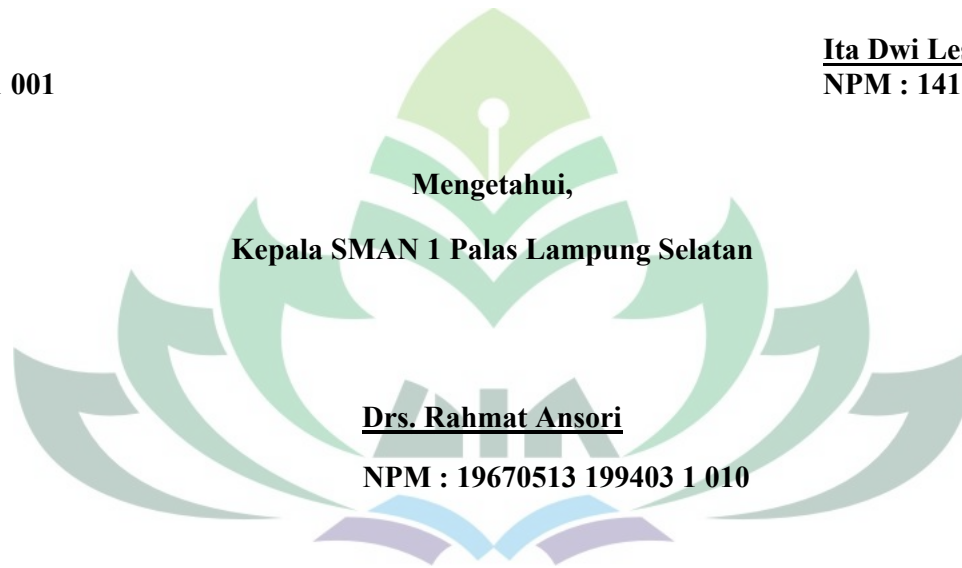 Ita Dwi
001
NPM : 141
Mengetahui,
Kepala SMAN 1 Palas Lampung Selatan
Drs. Rahmat Ansori
NPM : 19670513 199403 1 010